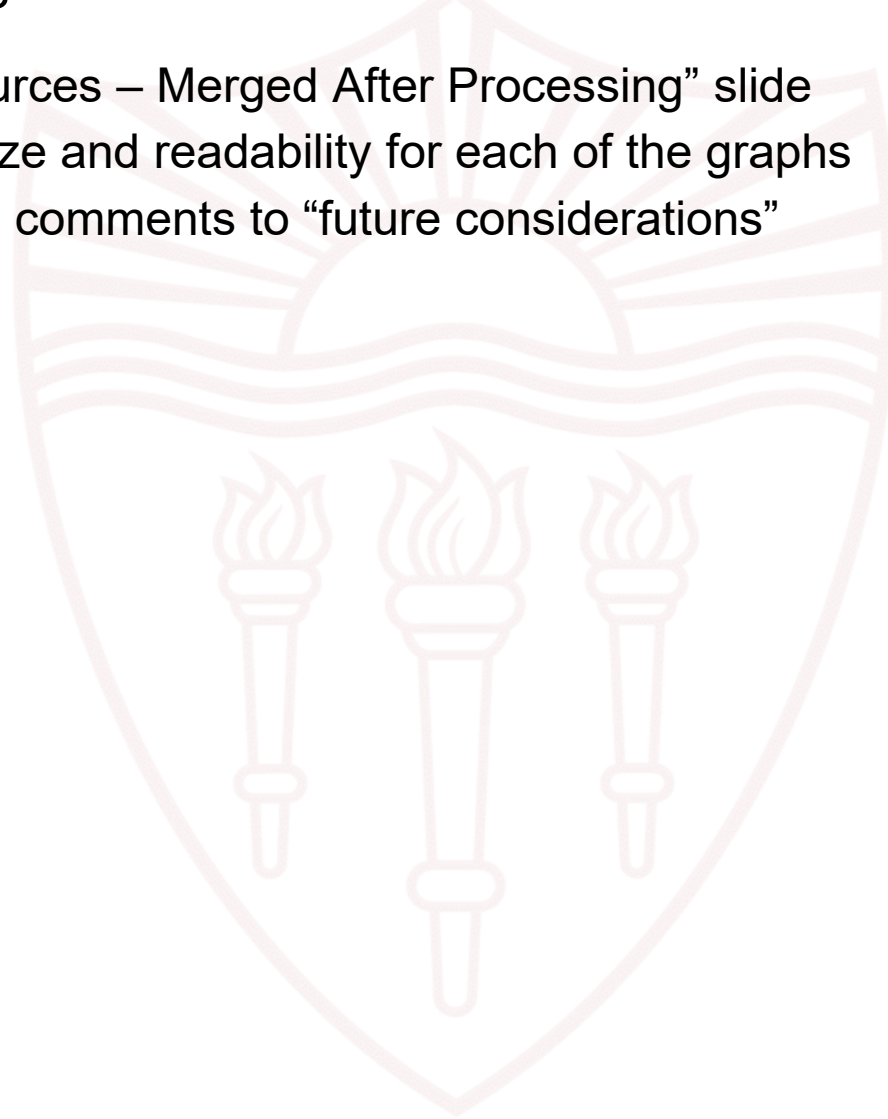 urces – Merged After Processing” slide
ze and readability for each of the graphs
comments to “future considerations”